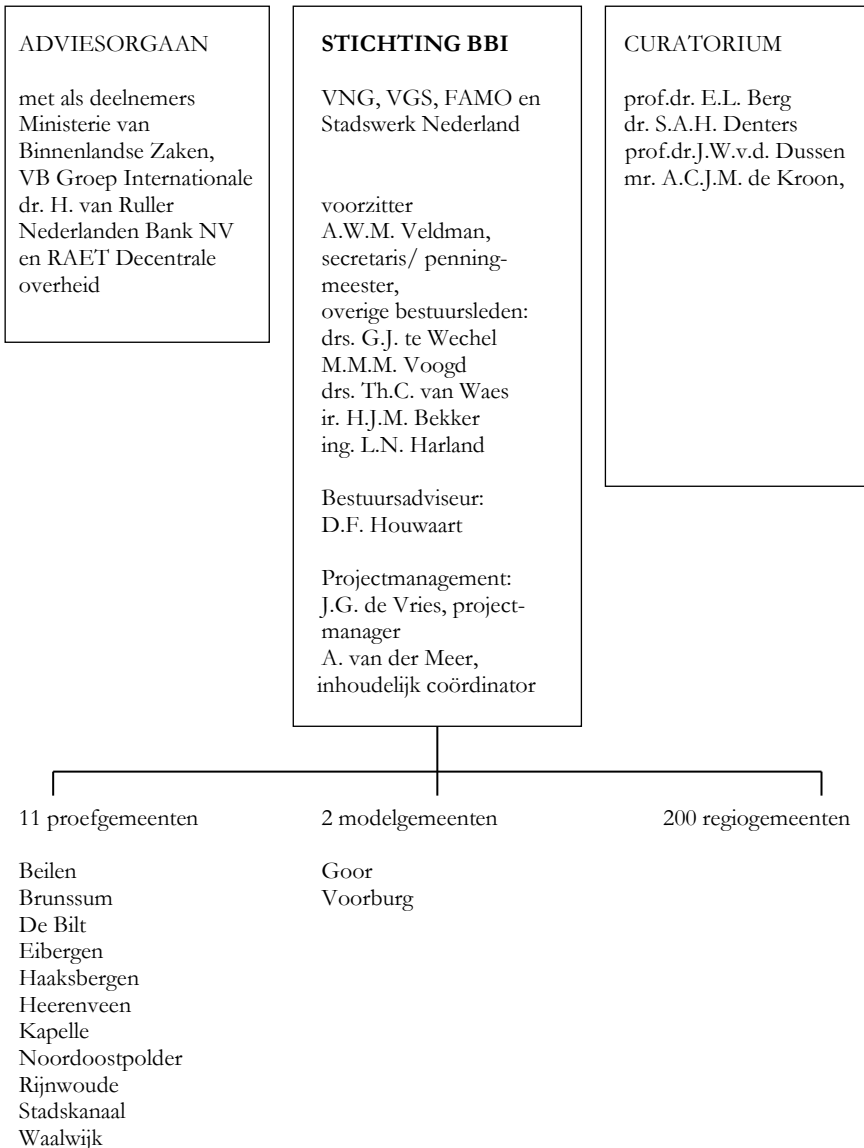 ADVIESORGAAN
met als deelnemers
Ministerie van
Binnenlandse Zaken,
VB Groep Internationale
dr. H. van Ruller
Nederlanden Bank NV
en RAET Decentrale
overheid
STICHTING BBI
VNG, VGS, FAMO en
Stadswerk Nederland
voorzitter
A.W.M. Veldman,
secretaris/ penning-
meester,
overige bestuursleden:
drs. G.J. te Wechel
M.M.M. Voogd
drs. Th.C. van Waes
ir. H.J.M. Bekker
ing. L.N. Harland
Bestuursadviseur:
D.F. Houwaart
Projectmanagement:
J.G. de Vries, project-
manager
A. van der Meer,
inhoudelijk coördinator
CURATORIUM
prof.dr. E.L. Berg
dr. S.A.H. Denters
prof.dr.J.W.v.d. Dussen
mr. A.C.J.M. de Kroon,
11 proefgemeenten
Beilen
Brunssum
De Bilt
Eibergen
Haaksbergen
Heerenveen
Kapelle
Noordoostpolder
Rijnwoude
Stadskanaal
Waalwijk
2 modelgemeenten
Goor
Voorburg
200 regiogemeenten